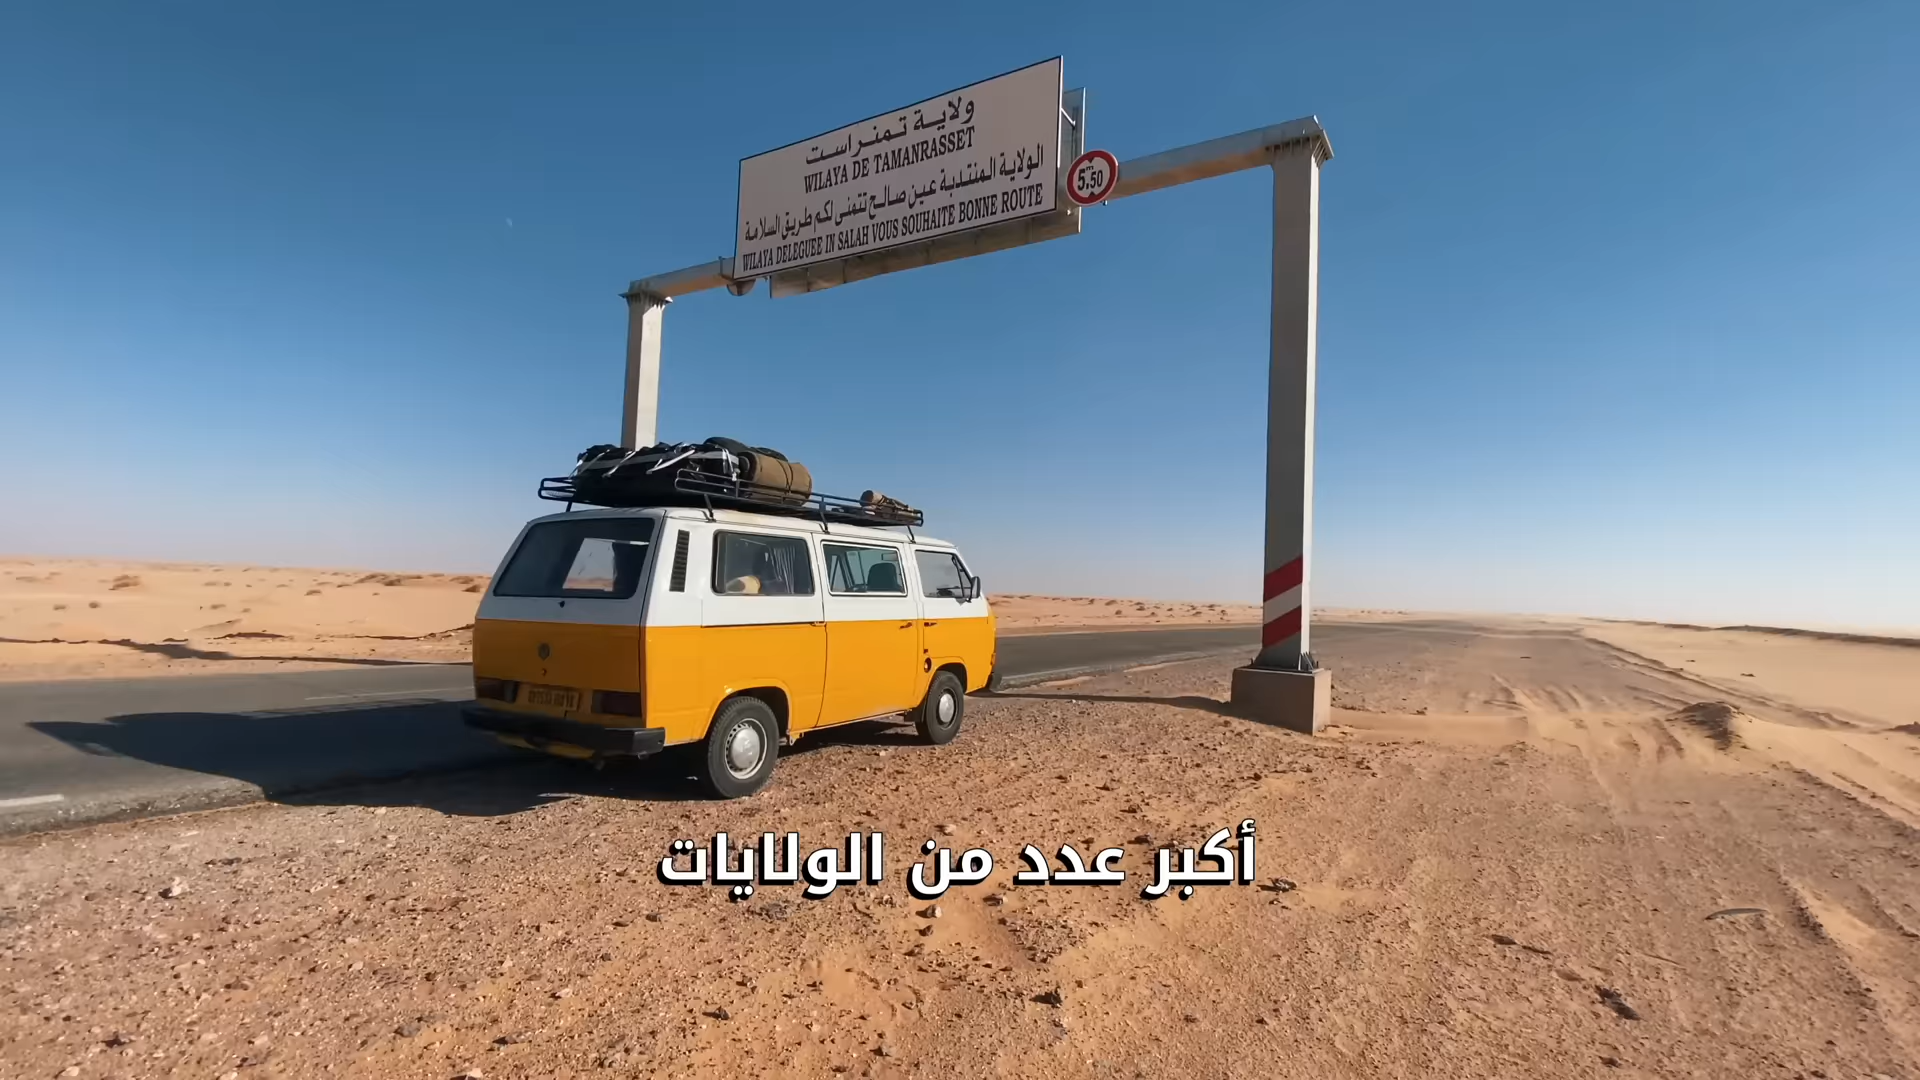 ولاية تمنراست
WILAYA DE TAMANRASSET
الولاية المنتدبة عين صالح تتمنى لكم طريق السلامة
WILAYA DELEGUEE IN SALAH VOUS SOUHAITE BONNE ROUTE
5.50
أكبر عدد من الولايات